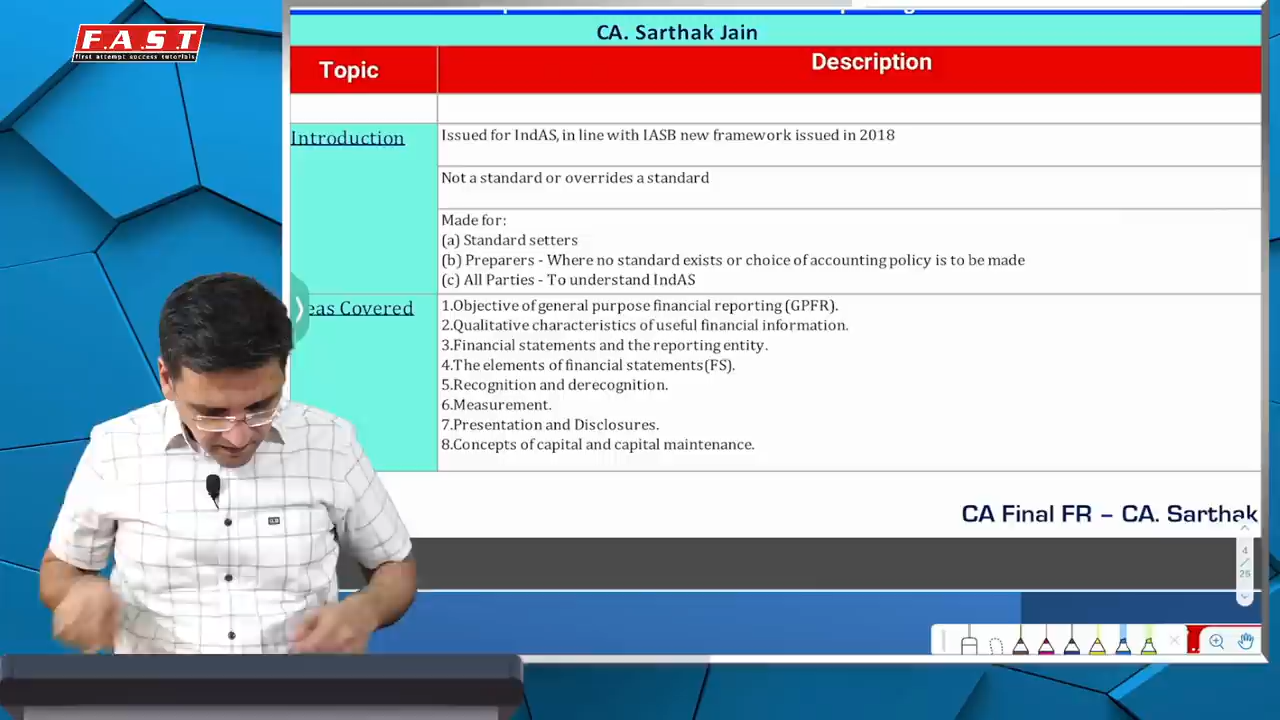 F.A.S.T
first attempt success tutorials
CA. Sarthak Jain
Topic
Description
Introduction
Issued for IndAS, in line with IASB new framework issued in 2018
Not a standard or overrides a standard
Made for:
(a) Standard setters
(b) Preparers - Where no standard exists or choice of accounting policy is to be made
(c) All Parties - To understand IndAS
eas Covered
1.Objective of general purpose financial reporting (GPFR).
2.Qualitative characteristics of useful financial information.
3.Financial statements and the reporting entity.
4.The elements of financial statements(FS).
5.Recognition and derecognition.
6.Measurement.
7.Presentation and Disclosures.
8.Concepts of capital and capital maintenance.
CA Final FR – CA. Sarthak
4
/
25